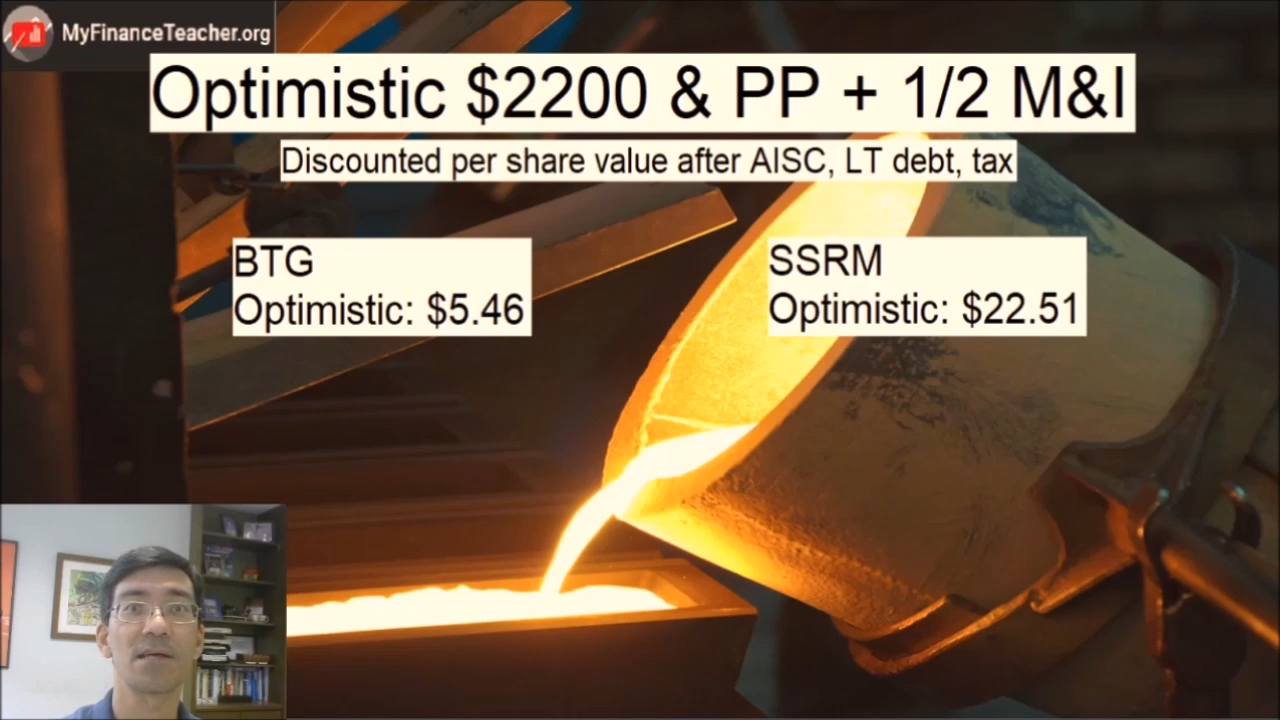 MyFinanceTeacher.org
Optimistic $2200 & PP + 1/2 M&I
Discounted per share value after AISC, LT debt, tax
BTG
Optimistic: $5.46
SSRM
Optimistic: $22.51